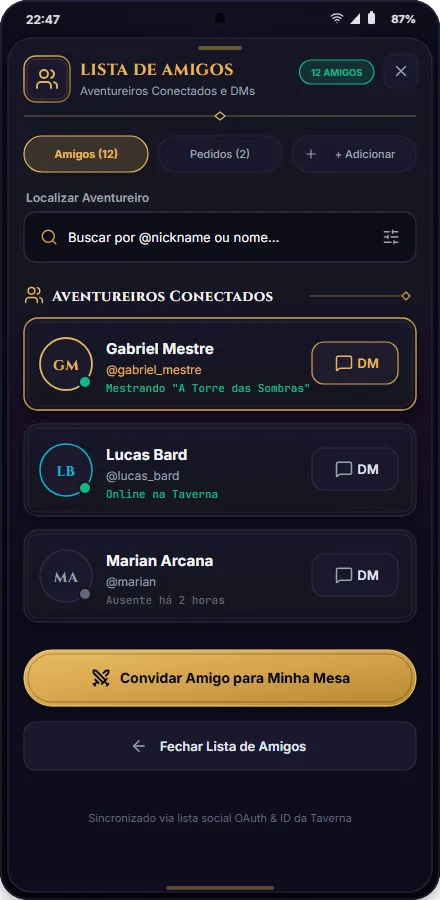 22:47
87%
LISTA DE AMIGOS
Aventureiros Conectados e DMs
12 AMIGOS
Amigos (12)
Pedidos (2)
+ + Adicionar
Localizar Aventureiro
Buscar por @nickname ou nome...
Aventureiros Conectados
GM
Gabriel Mestre
@gabriel_mestre
Mestrando "A Torre das Sombras"
DM
LB
Lucas Bard
@lucas_bard
Online na Taverna
DM
MA
Marian Arcana
@marian
Ausente há 2 horas
DM
Convidar Amigo para Minha Mesa
Fechar Lista de Amigos
Sincronizado via lista social OAuth & ID da Taverna